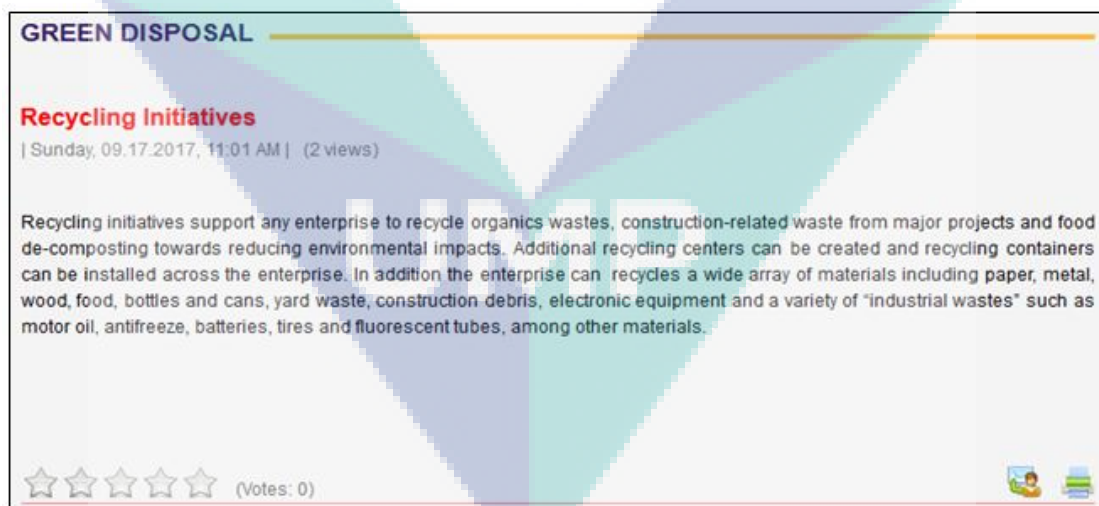 GREEN DISPOSAL
Recycling Initiatives
| Sunday, 09.17.2017, 11:01 AM | (2 views)
Recycling initiatives support any enterprise to recycle organics wastes, construction-related waste from major projects and food
de-composting towards reducing environmental impacts. Additional recycling centers can be created and recycling containers
can be installed across the enterprise. In addition the enterprise can recycles a wide array of materials including paper, metal,
wood, food, bottles and cans, yard waste, construction debris, electronic equipment and a variety of “industrial wastes” such as
motor oil, antifreeze, batteries, tires and fluorescent tubes, among other materials.
UMP
(Votes: 0)